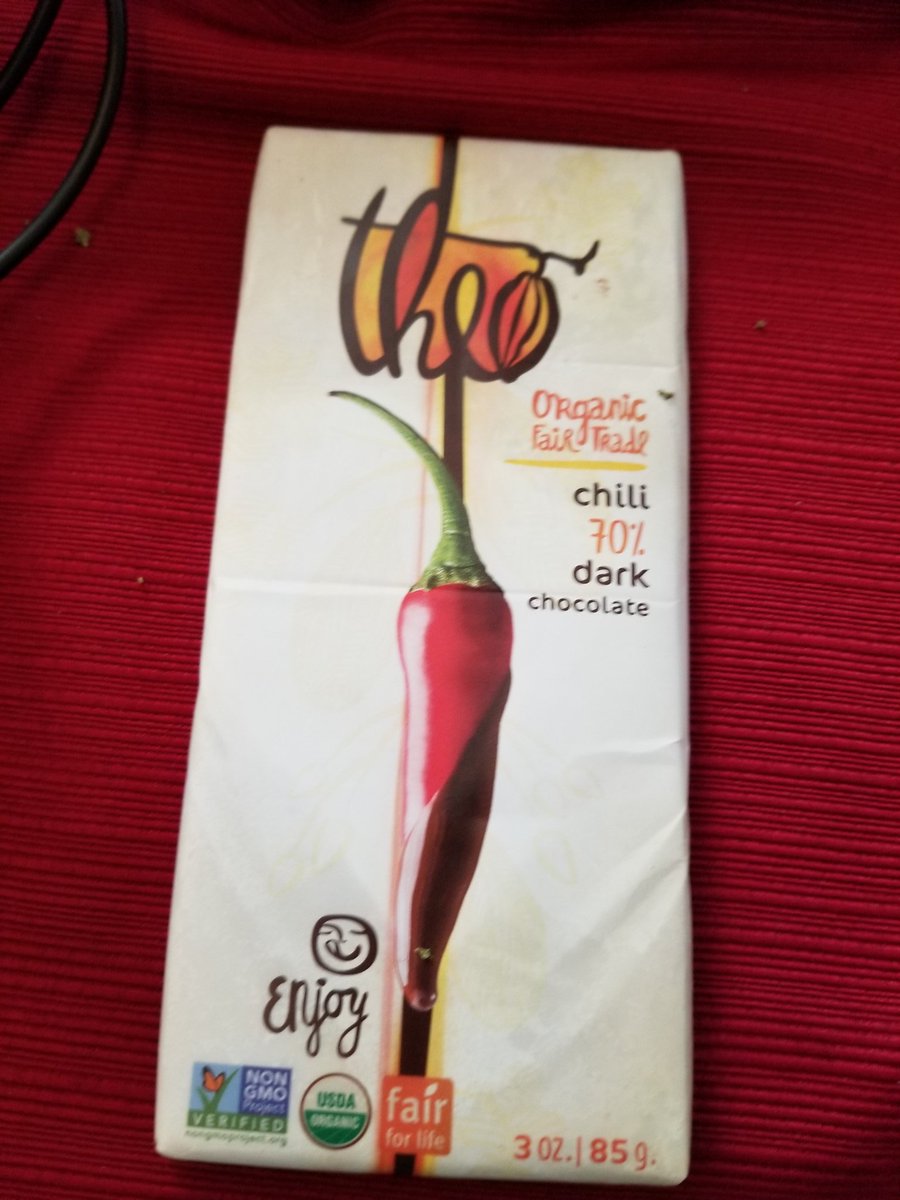 theo
Organic
Fair Trade
chili
70%
dark
chocolate
Enjoy
NON
GMO
Project
VERIFIED
nongmoproject.org
USDA
ORGANIC
fair
for life
3 OZ. | 85 g.